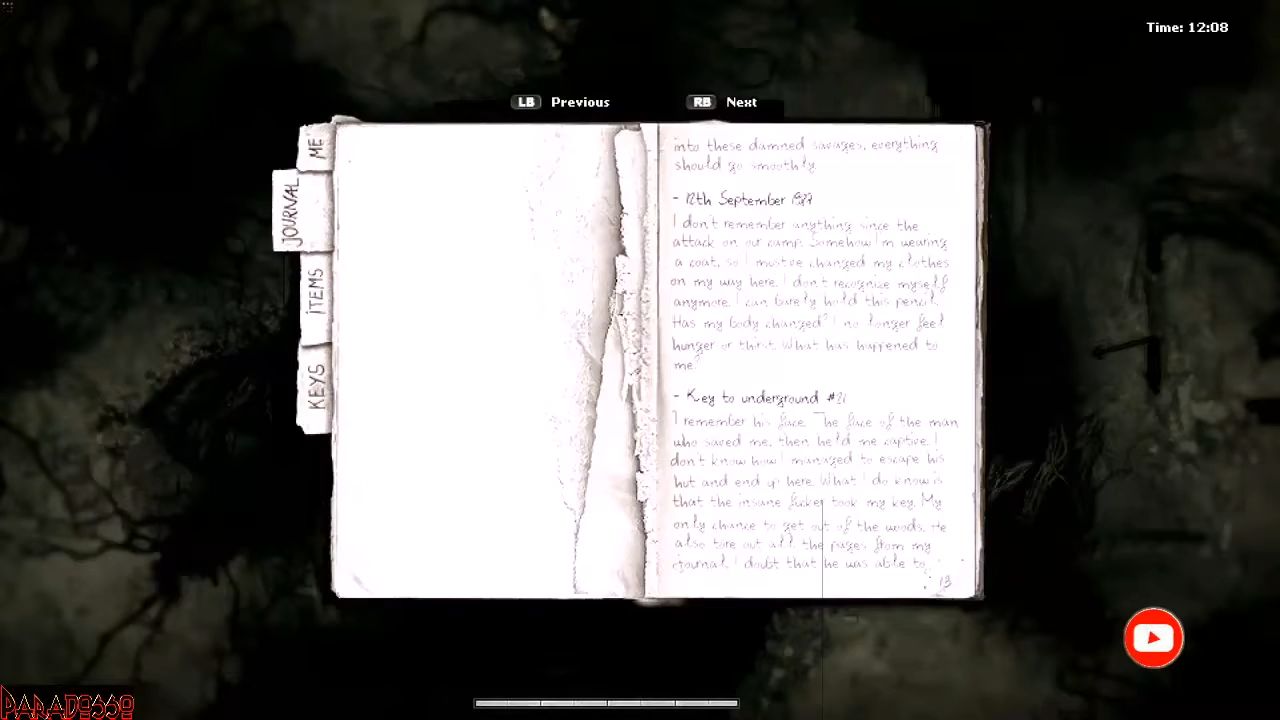 Time: 12:08
LB Previous
RB Next
ME
JOURNAL
ITEMS
KEYS
into these damned savages, everything
should go smoothly.
- 12th September 1987
I don't remember anything since the
attack on our camp. Somehow I'm wearing
a coat, so I must've changed my clothes
on my way here. I don't recognize myself
anymore. I can barely hold this pencil.
Has my body changed? I no longer feel
hunger or thirst. What has happened to
me?
- Key to underground #21
I remember his face. The face of the man
who saved me, then held me captive. I
don't know how I managed to escape his
hut and end up here. What I do know is
that the insane fucker took my key. My
only chance to get out of the woods. He
also tore out all the pages from my
journal. I doubt that he was able to
13
PARADOSSO